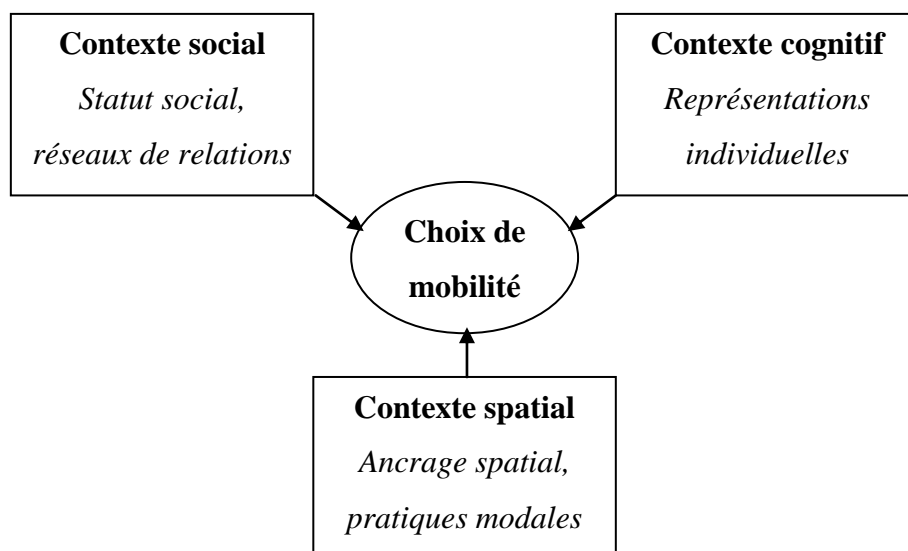 Contexte social
Statut social,
réseaux de relations
Contexte cognitif
Représentations
individuelles
Choix de
mobilité
Contexte spatial
Ancrage spatial,
pratiques modales